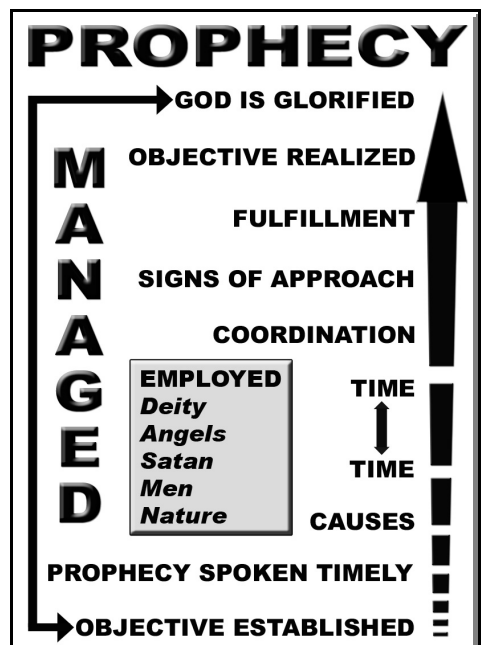 PROPHECY
GOD IS GLORIFIED
OBJECTIVE REALIZED
FULFILLMENT
SIGNS OF APPROACH
COORDINATION
MANAGED
EMPLOYED
Deity
Angels
Satan
Men
Nature
TIME
TIME
CAUSES
PROPHECY SPOKEN TIMELY
OBJECTIVE ESTABLISHED